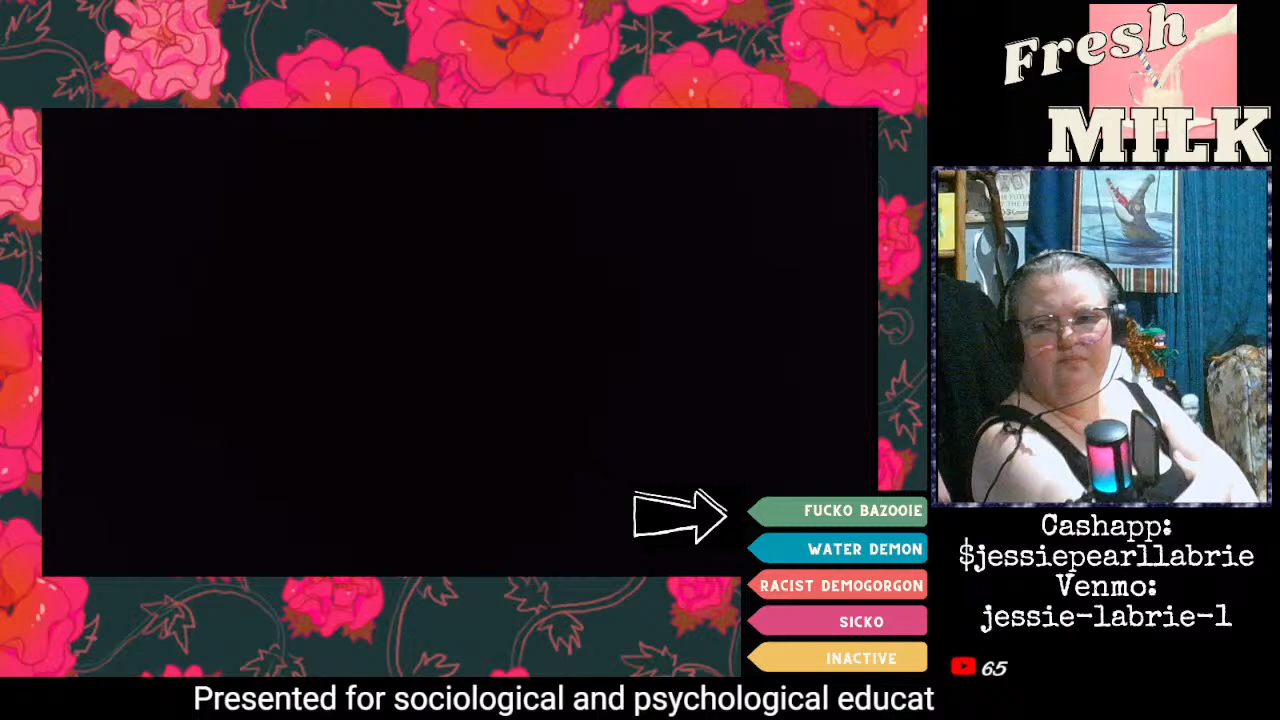 Fresh
MILK
FUCKO BAZOOIE
WATER DEMON
RACIST DEMOGORGON
SICKO
INACTIVE
Cashapp:
$jessiepearllabrie
Venmo:
jessie-labrie-1
65
Presented for sociological and psychological educat